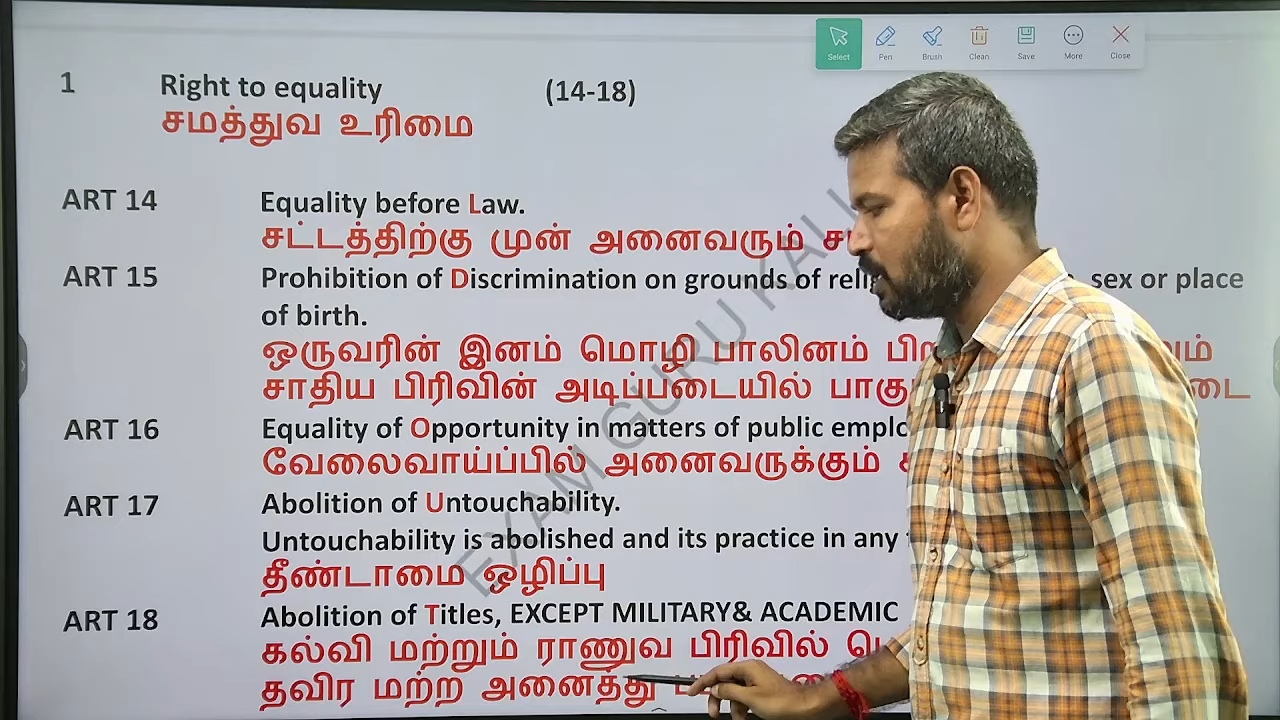 Select Pen Brush Clean Save More Close
1 Right to equality (14-18)
சமத்துவ உரிமை
ART 14 Equality before Law.
சட்டத்திற்கு முன் அனைவரும்
ART 15 Prohibition of Discrimination on grounds of sex or place
of birth.
ஒருவரின் இனம் மொழி பாலினம்
சாதிய பிரிவின் அடிப்படையில்
ART 16 Equality of Opportunity in matters of public
வேலைவாய்ப்பில் அனைவருக்கும்
ART 17 Abolition of Untouchability.
Untouchability is abolished and its practice in any
தீண்டாமை ஒழிப்பு
ART 18 Abolition of Titles, EXCEPT MILITARY& ACADEMIC
கல்வி மற்றும் ராணுவ பிரிவில்
தவிர மற்ற அனைத்து
EXAM GURU KALI